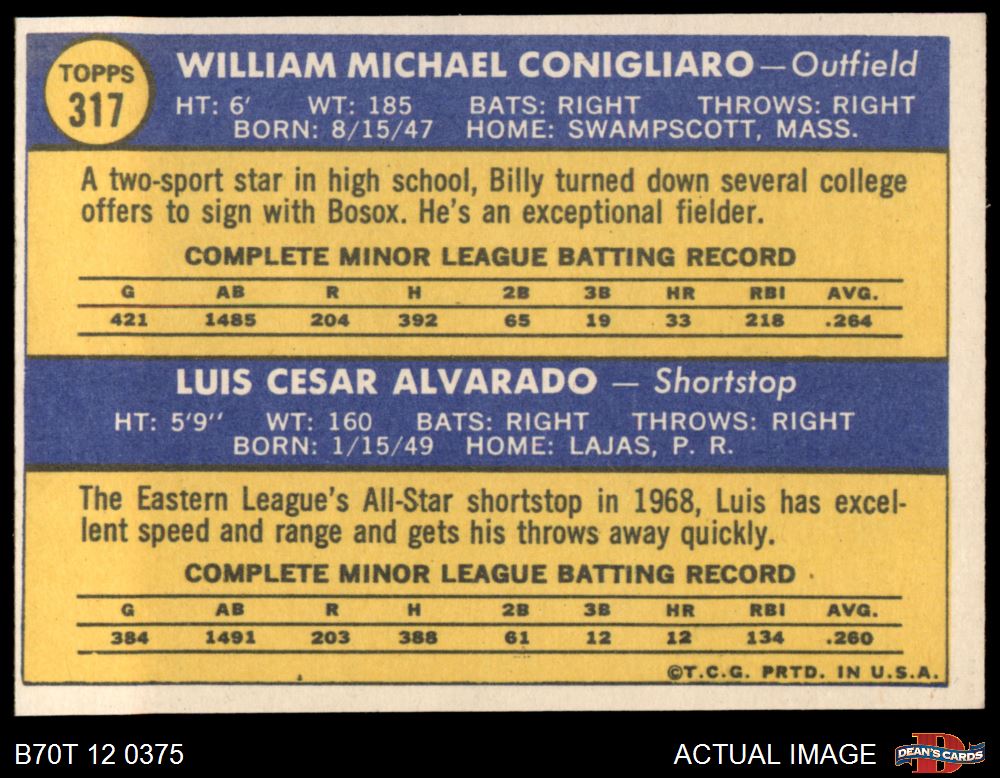 TOPPS
317
WILLIAM MICHAEL CONIGLIARO — Outfield
HT: 6' WT: 185 BATS: RIGHT THROWS: RIGHT
BORN: 8/15/47 HOME: SWAMPSCOTT, MASS.
A two-sport star in high school, Billy turned down several college
offers to sign with Bosox. He's an exceptional fielder.
COMPLETE MINOR LEAGUE BATTING RECORD
G AB R H 2B 3B HR RBI AVG.
421 1485 204 392 65 19 33 218 .264
LUIS CESAR ALVARADO — Shortstop
HT: 5'9'' WT: 160 BATS: RIGHT THROWS: RIGHT
BORN: 1/15/49 HOME: LAJAS, P. R.
The Eastern League's All-Star shortstop in 1968, Luis has excel-
lent speed and range and gets his throws away quickly.
COMPLETE MINOR LEAGUE BATTING RECORD
G AB R H 2B 3B HR RBI AVG.
384 1491 203 388 61 12 12 134 .260
©T.C.G. PRTD. IN U.S.A.
B70T 12 0375 ACTUAL IMAGE DEAN'S CARDS